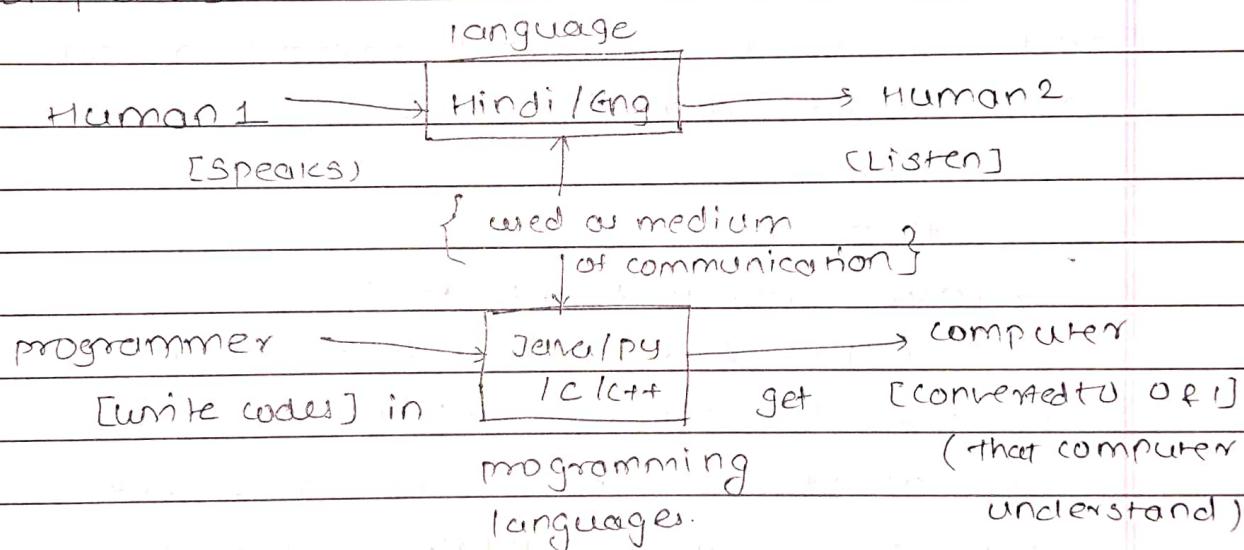 language
Human 1 Hindi / Eng Human 2
[Speaks) (Listen]
{ used as medium
of communication }
programmer Java/py computer
[write codes] in /C/C++ get [converted to 0 & 1]
programming (that computer
languages. understand)